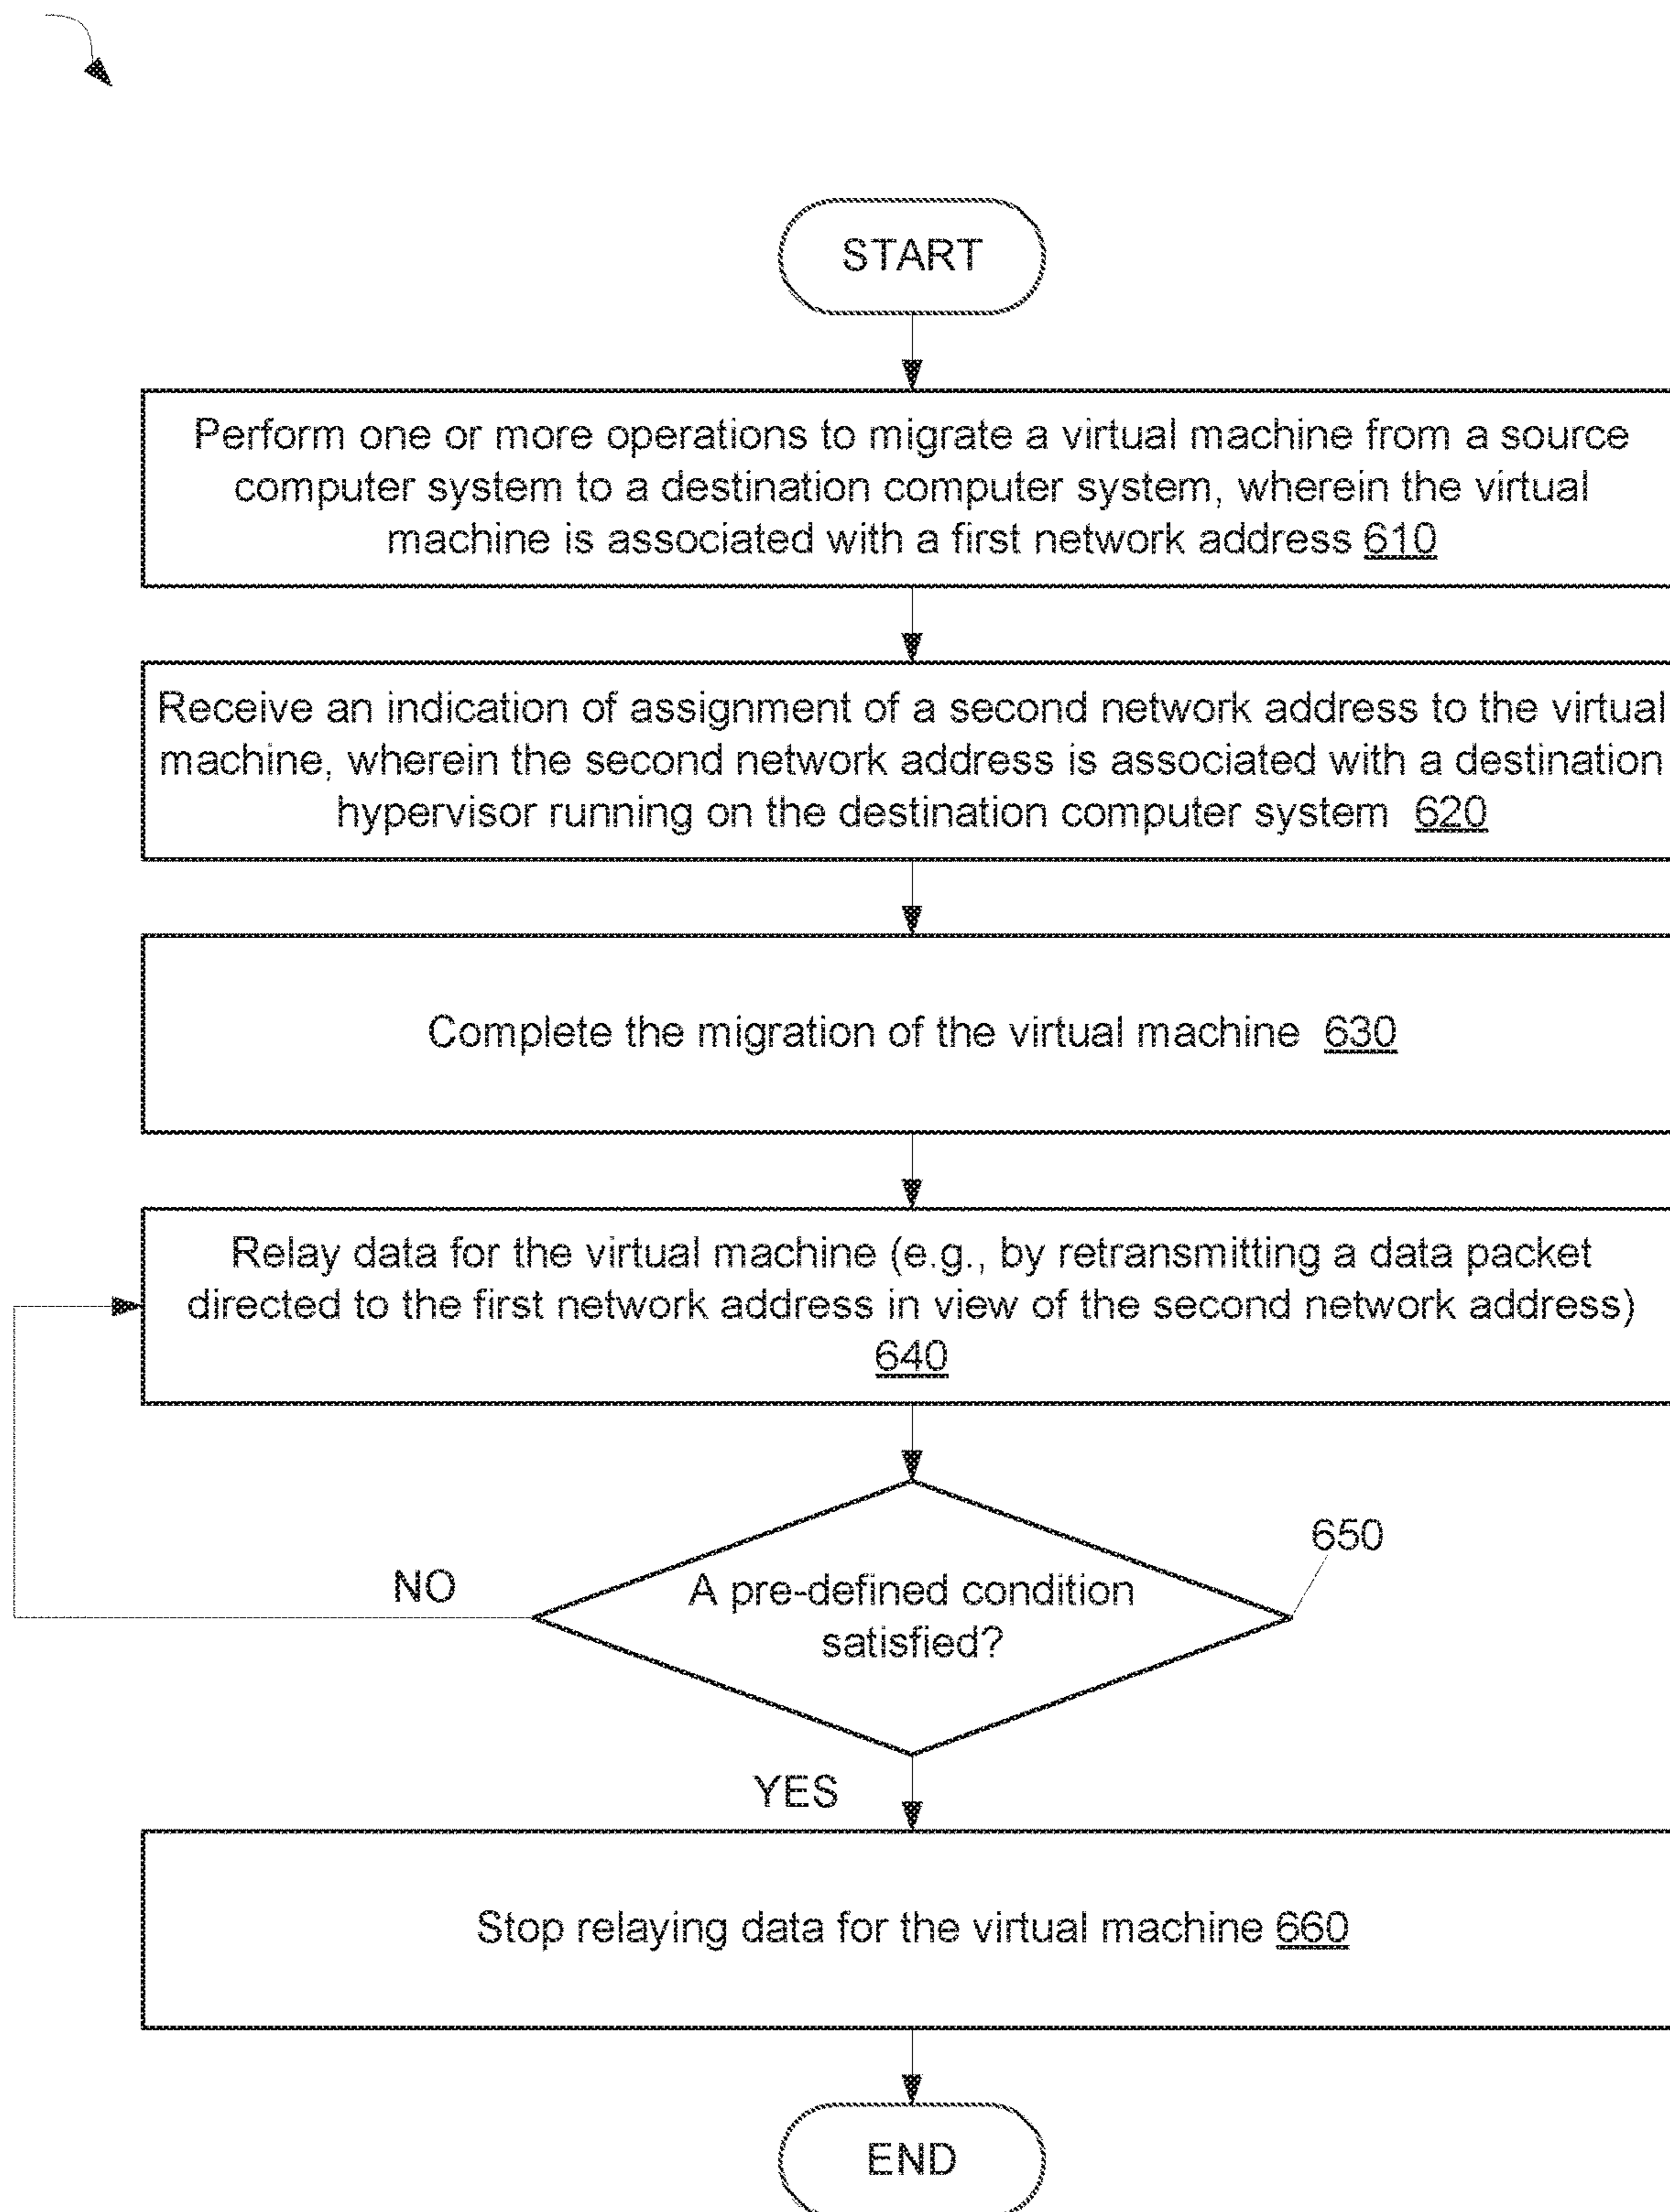 START
Perform one or more operations to migrate a virtual machine from a source
computer system to a destination computer system, wherein the virtual
machine is associated with a first network address 610
Receive an indication of assignment of a second network address to the virtual
machine, wherein the second network address is associated with a destination
hypervisor running on the destination computer system 620
Complete the migration of the virtual machine 630
Relay data for the virtual machine (e.g., by retransmitting a data packet
directed to the first network address in view of the second network address)
640
650
NO
A pre-defined condition
satisfied?
YES
Stop relaying data for the virtual machine 660
END